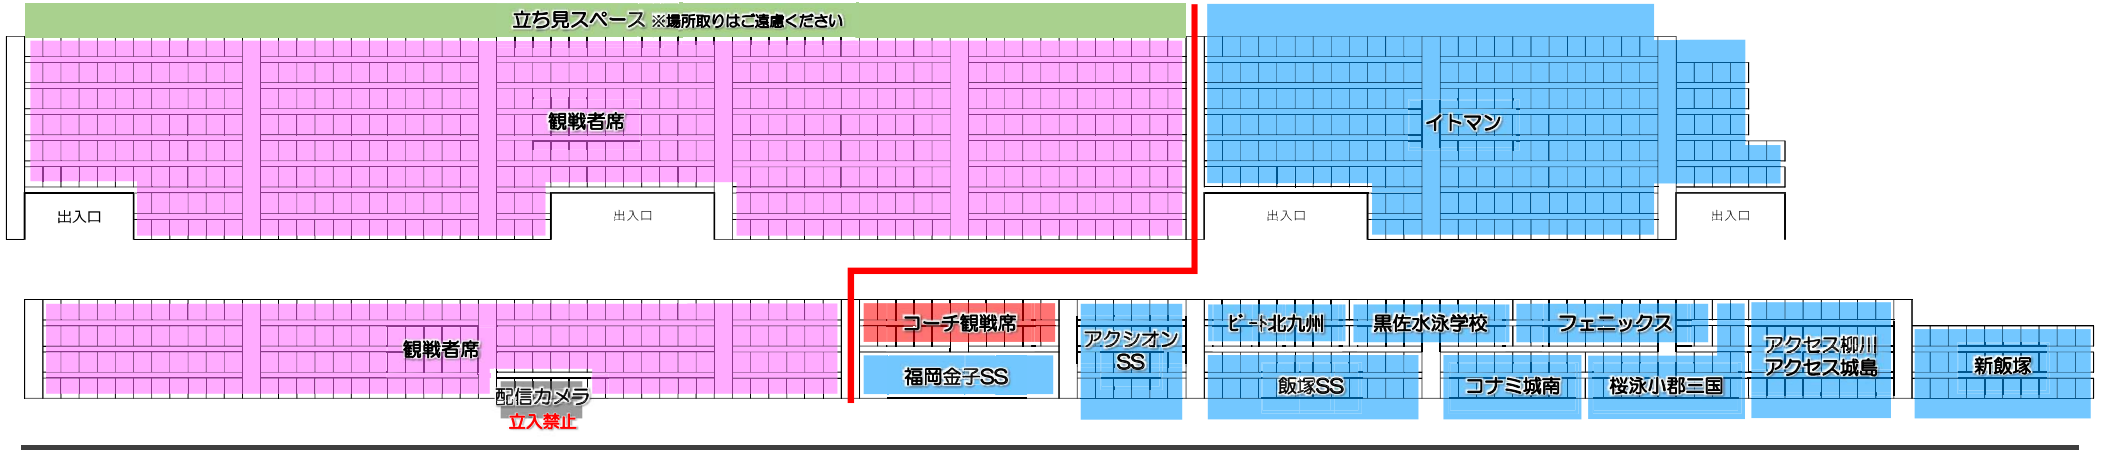 立ち見スペース ※場所取りはご遠慮ください
観戦者席
イトマン
出入口
出入口
出入口
出入口
観戦者席
配信カメラ
立入禁止
コーチ観戦席
福岡金子SS
アクシオン
SS
ビート北九州
黒佐水泳学校
フェニックス
飯塚SS
コナミ城南
桜泳小郡三国
アクセス柳川
アクセス城島
新飯塚